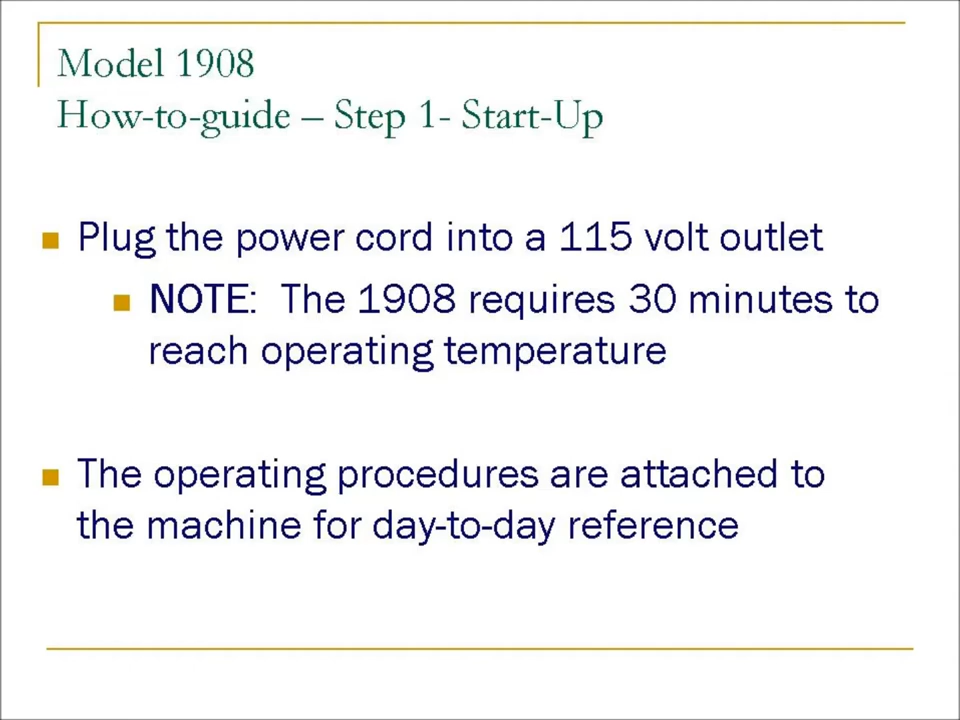 Model 1908
How-to-guide – Step 1- Start-Up
Plug the power cord into a 115 volt outlet
NOTE:  The 1908 requires 30 minutes to
reach operating temperature
The operating procedures are attached to
the machine for day-to-day reference